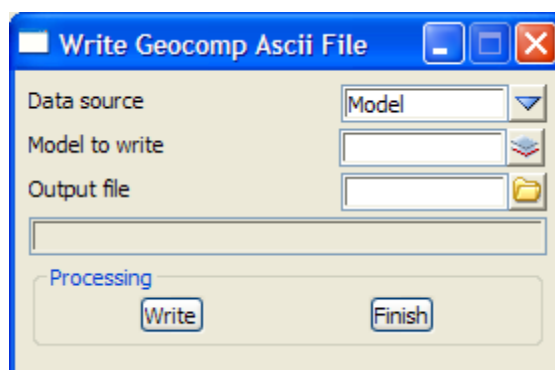 Write Geocomp Ascii File
Data source Model
Model to write
Output file
Processing
Write Finish